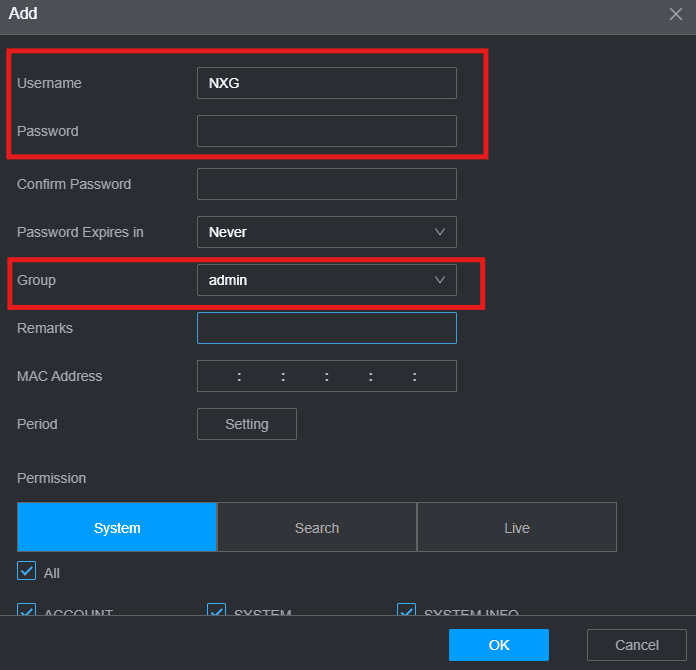 Add
Username NXG
Password
Confirm Password
Password Expires in Never
Group admin
Remarks
MAC Address : : : : :
Period Setting
Permission
System Search Live
All
ACCOUNT SYSTEM SYSTEM INFO
OK Cancel